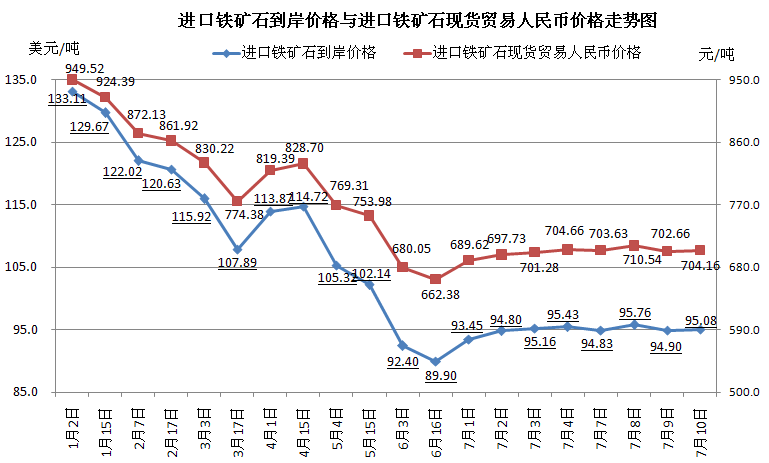 进口铁矿石到岸价格与进口铁矿石现货贸易人民币价格走势图
美元/吨
进口铁矿石到岸价格
进口铁矿石现货贸易人民币价格
元/吨
135.0
125.0
115.0
105.0
95.0
85.0
950.0
860.0
770.0
680.0
590.0
500.0
949.52
924.39
872.13
861.92
830.22
774.38
819.39
828.70
769.31
753.98
680.05
662.38
689.62
697.73
701.28
704.66
703.63
710.54
702.66
704.16
133.11
129.67
122.02
120.63
115.92
107.89
113.87
114.72
105.32
102.14
92.40
89.90
93.45
94.80
95.16
95.43
94.83
95.76
94.90
95.08
1月2日
1月15日
2月7日
2月17日
3月3日
3月17日
4月1日
4月15日
5月4日
5月15日
6月3日
6月16日
7月1日
7月2日
7月3日
7月4日
7月7日
7月8日
7月9日
7月10日